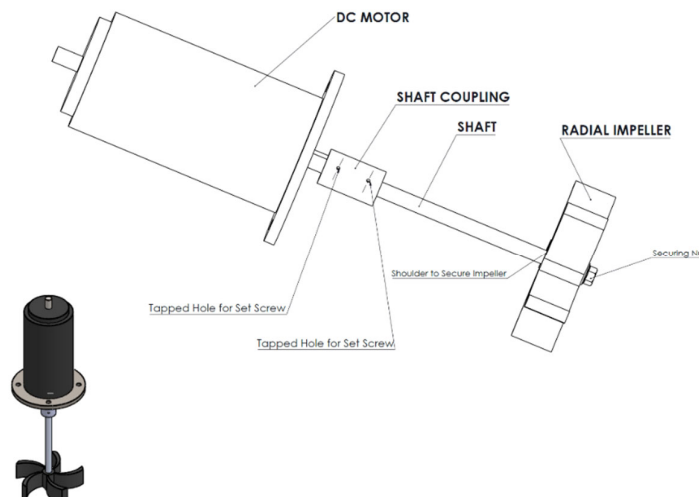 DC MOTOR
SHAFT COUPLING
SHAFT
RADIAL IMPELLER
Securing
Shoulder to Secure Impeller
Tapped Hole for Set Screw
Tapped Hole for Set Screw